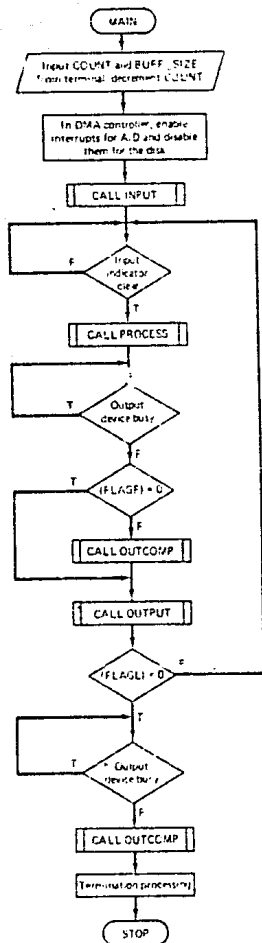 MAIN
Input COUNT and BUFF_SIZE
from terminal, decrement COUNT
In DMA controller, enable
interrupts for A/D and disable
them for the disk
CALL INPUT
F
Input
indicator
clear
T
CALL PROCESS
T
Output
device busy
F
T
(FLAGF) = 0
F
CALL OUTCOMP
CALL OUTPUT
(FLAGL) = 0
F
T
T
Output
device busy
F
CALL OUTCOMP
Termination processing
STOP